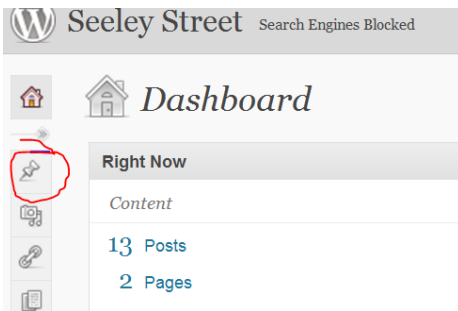 Seeley Street Search Engines Blocked
Dashboard
Right Now
Content
13 Posts
2 Pages